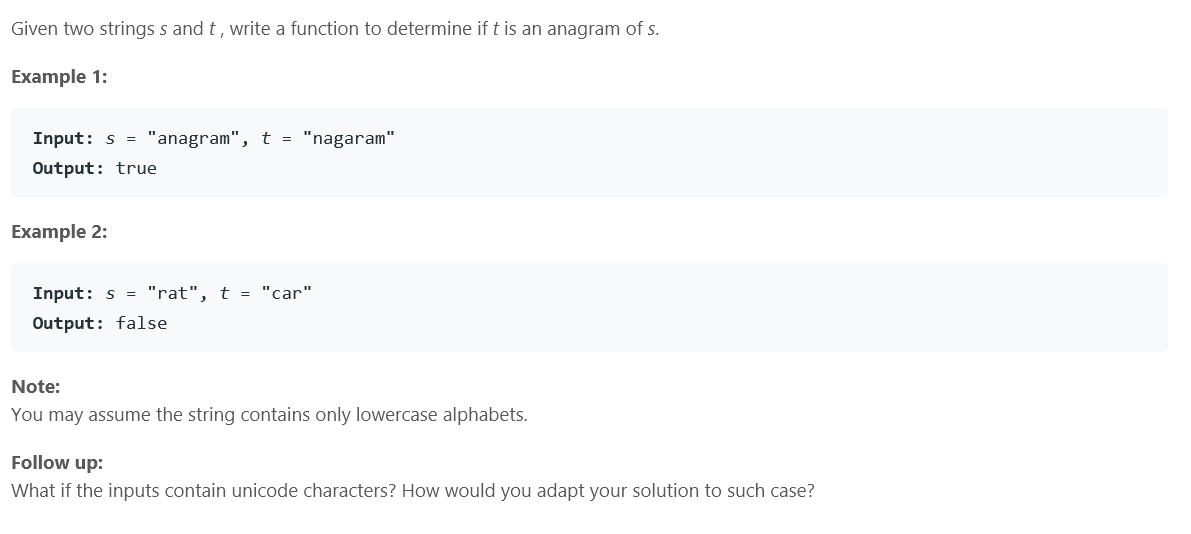 Given two strings s and t , write a function to determine if t is an anagram of s.
Example 1:
Input: s = "anagram", t = "nagaram"
Output: true
Example 2:
Input: s = "rat", t = "car"
Output: false
Note:
You may assume the string contains only lowercase alphabets.
Follow up:
What if the inputs contain unicode characters? How would you adapt your solution to such case?